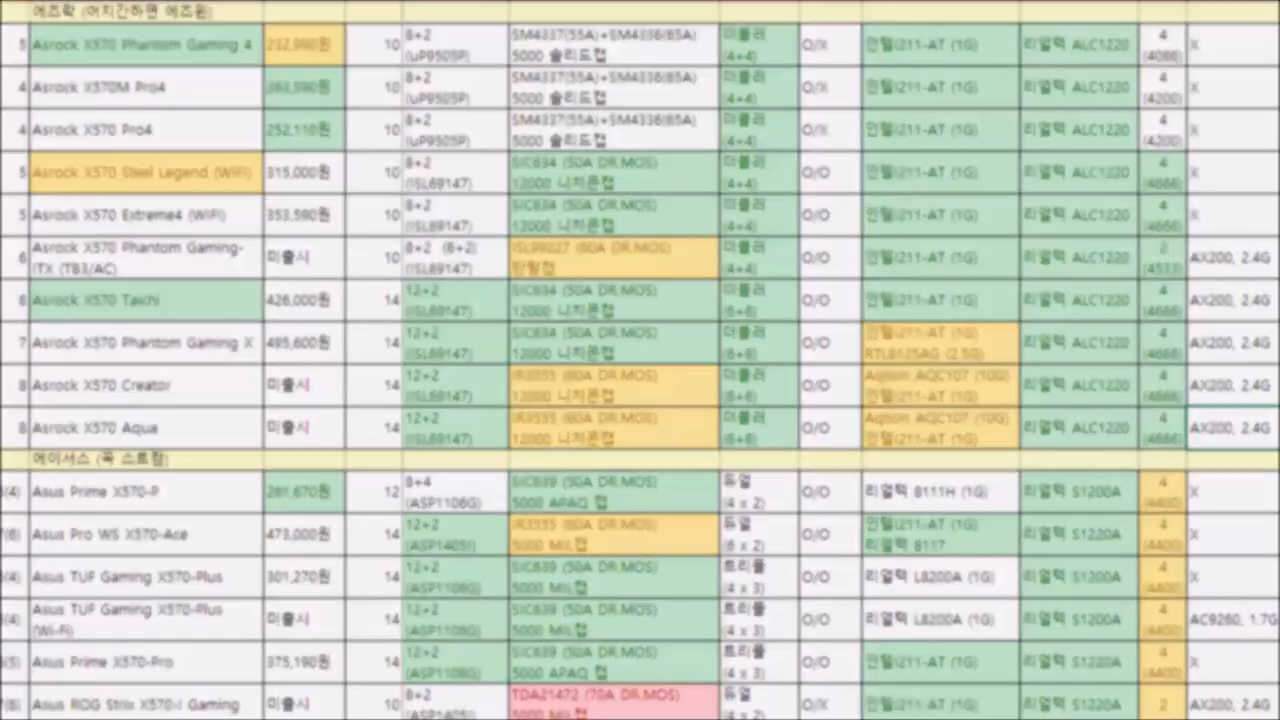 에즈락 (어지간하면 에즈윈)
5 Asrock X570 Phantom Gaming 4 232,990원 10 8+2 (uP9505P) SM4337(55A)+SM4336(65A) 5000 솔리드캡 더블러 (4+4) O/X 인텔i211-AT (1G) 리얼텍 ALC1220 4 (4066) X
4 Asrock X570M Pro4 10 8+2 (uP9505P) SM4337(55A)+SM4336(65A) 5000 솔리드캡 더블러 (4+4) O/X 인텔i211-AT (1G) 리얼텍 ALC1220 4 (4200) X
4 Asrock X570 Pro4 252,110원 10 8+2 (uP9505P) SM4337(55A)+SM4336(65A) 5000 솔리드캡 더블러 (4+4) O/X 인텔i211-AT (1G) 리얼텍 ALC1220 4 (4200) X
5 Asrock X570 Steel Legend (WiFi) 315,000원 10 8+2 (ISL69147) SIC634 (50A DR.MOS) 12000 니치콘캡 더블러 (4+4) O/O 인텔i211-AT (1G) 리얼텍 ALC1220 4 (4666) X
5 Asrock X570 Extreme4 (WiFi) 353,590원 10 8+2 (ISL69147) SIC634 (50A DR.MOS) 12000 니치콘캡 더블러 (4+4) O/O 인텔i211-AT (1G) 리얼텍 ALC1220 4 (4666) X
6 Asrock X570 Phantom Gaming-ITX (TB3/AC) 미출시 10 8+2 (6+2) (ISL69147) ISL99227 (60A DR.MOS) 탄탈캡 더블러 (4+4) O/O 인텔i211-AT (1G) 리얼텍 ALC1220 2 (4533) AX200, 2.4G
6 Asrock X570 Taichi 426,000원 14 12+2 (ISL69147) SIC634 (50A DR.MOS) 12000 니치콘캡 더블러 (6+6) O/O 인텔i211-AT (1G) 리얼텍 ALC1220 4 (4666) AX200, 2.4G
7 Asrock X570 Phantom Gaming X 485,600원 14 12+2 (ISL69147) SIC634 (50A DR.MOS) 12000 니치콘캡 더블러 (6+6) O/O 인텔i211-AT (1G) RTL8125AG (2.5G) 리얼텍 ALC1220 4 (4666) AX200, 2.4G
8 Asrock X570 Creator 미출시 14 12+2 (ISL69147) IR3555 (60A DR.MOS) 12000 니치콘캡 더블러 (6+6) O/O Aqtion AQC107 (10G) 인텔i211-AT (1G) 리얼텍 ALC1220 4 (4666) AX200, 2.4G
8 Asrock X570 Aqua 미출시 14 12+2 (ISL69147) IR3555 (60A DR.MOS) 12000 니치콘캡 더블러 (6+6) O/O Aqtion AQC107 (10G) 인텔i211-AT (1G) 리얼텍 ALC1220 4 (4666) AX200, 2.4G
에이서스 (꼭 스트릭)
(4) Asus Prime X570-P 261,670원 12 8+4 (ASP1106G) SIC639 (50A DR.MOS) 5000 APAQ 캡 듀얼 (4 x 2) O/O 리얼텍 8111H (1G) 리얼텍 S1200A 4 (4400) X
(6) Asus Pro WS X570-Ace 473,000원 14 12+2 (ASP1405I) IR3555 (60A DR.MOS) 5000 MIL캡 듀얼 (6 x 2) O/O 인텔i211-AT (1G) 리얼텍 8117 리얼텍 S1220A 4 (4400) X
(4) Asus TUF Gaming X570-Plus 301,270원 14 12+2 (ASP1106G) SIC639 (50A DR.MOS) 5000 MIL캡 트리플 (4 x 3) O/O 리얼텍 L8200A (1G) 리얼텍 S1200A 4 (4400) X
(4) Asus TUF Gaming X570-Plus (Wi-Fi) 미출시 14 12+2 (ASP1106G) SIC639 (50A DR.MOS) 5000 MIL캡 트리플 (4 x 3) O/O 리얼텍 L8200A (1G) 리얼텍 S1200A 4 (4400) AC9260, 1.7G
(5) Asus Prime X570-Pro 375,190원 14 12+2 (ASP1106G) SIC639 (50A DR.MOS) 5000 APAQ 캡 트리플 (4 x 3) O/O 인텔i211-AT (1G) 리얼텍 S1220A 4 (4400) X
(8) Asus ROG Strix X570-I Gaming 미출시 10 8+2 (ASP1405I) TDA21472 (70A DR.MOS) 5000 MIL캡 듀얼 (4 x 2) O/X 인텔i211-AT (1G) 리얼텍 S1220A 2 AX200, 2.4G